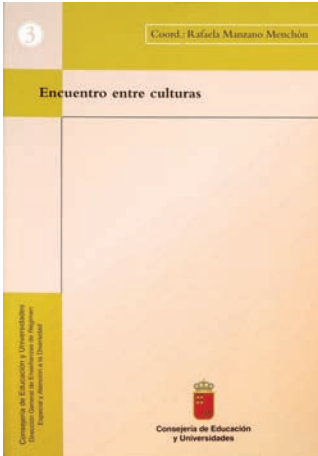 3
Coord.: Rafaela Manzano Menchón
Encuentro entre culturas
Consejería de Educación y Universidades
Dirección General de Enseñanzas de Régimen
Especial y Atención a la Diversidad
Consejería de Educación
y Universidades